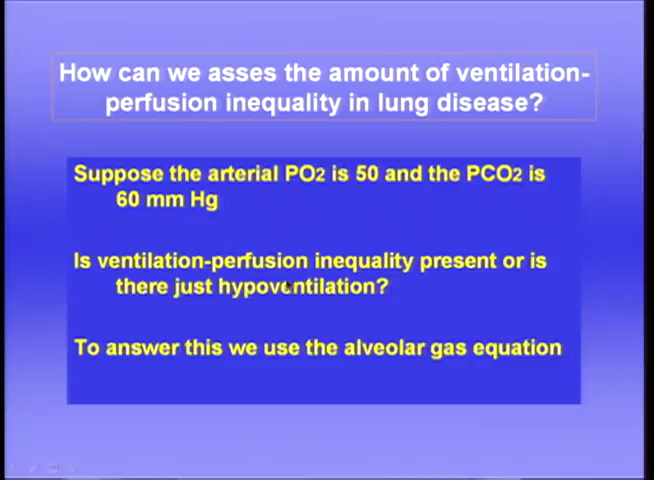 How can we asses the amount of ventilation-
perfusion inequality in lung disease?
Suppose the arterial PO2 is 50 and the PCO2 is
60 mm Hg
Is ventilation-perfusion inequality present or is
there just hypoventilation?
To answer this we use the alveolar gas equation